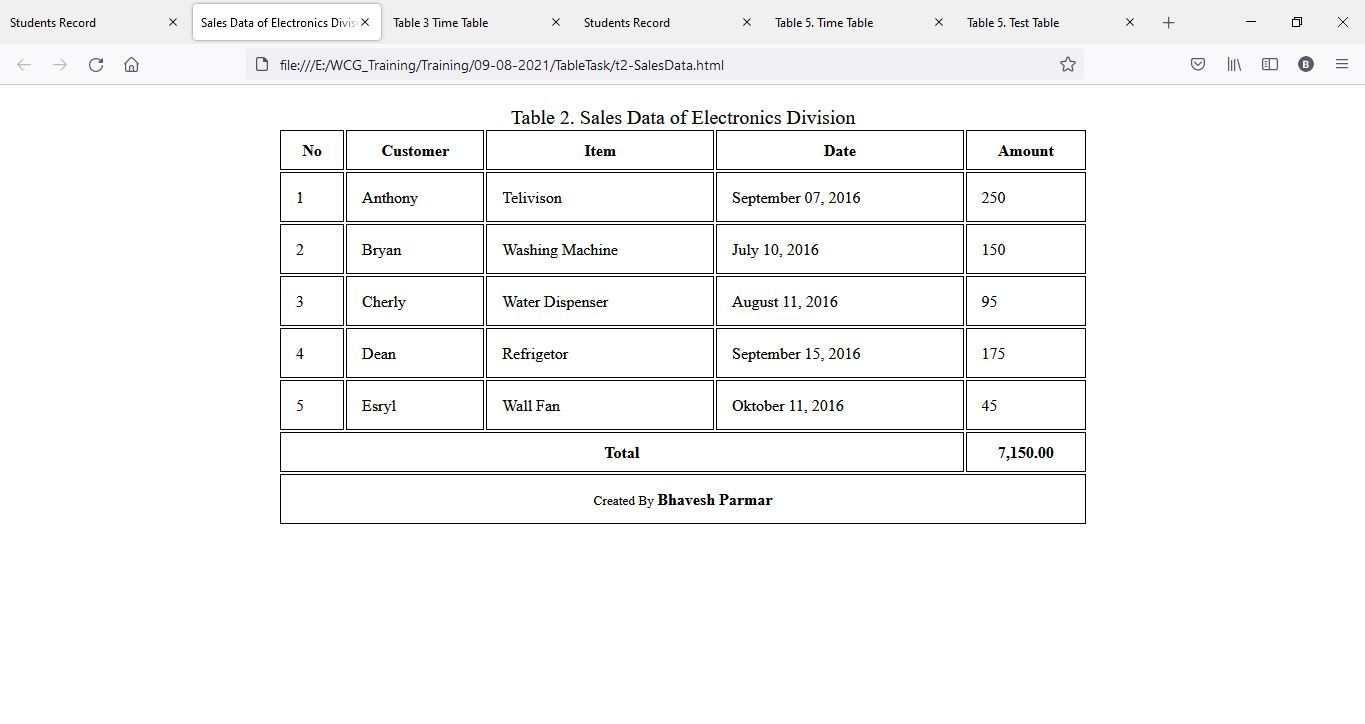 Students Record
Sales Data of Electronics Divis
Table 3 Time Table
Students Record
Table 5. Time Table
Table 5. Test Table
file:///E:/WCG_Training/Training/09-08-2021/TableTask/t2-SalesData.html
B
Table 2. Sales Data of Electronics Division
No Customer Item Date Amount
1 Anthony Telivison September 07, 2016 250
2 Bryan Washing Machine July 10, 2016 150
3 Cherly Water Dispenser August 11, 2016 95
4 Dean Refrigetor September 15, 2016 175
5 Esryl Wall Fan Oktober 11, 2016 45
Total 7,150.00
Created By Bhavesh Parmar